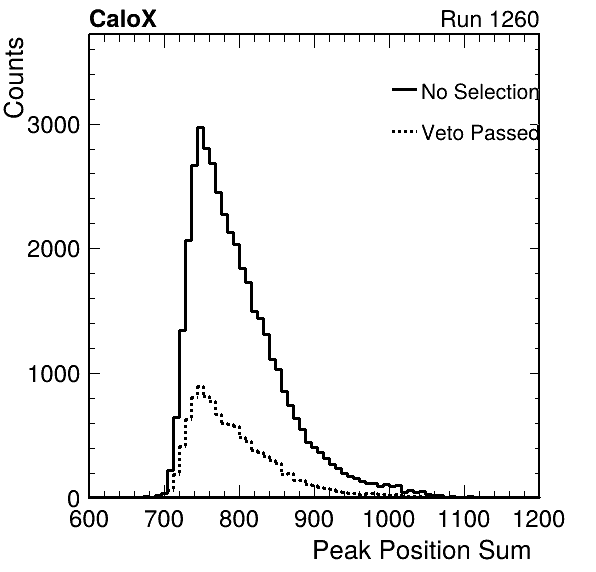 CaloX Run 1260
Counts
No Selection
Veto Passed
3000
2000
1000
0
600 700 800 900 1000 1100 1200
Peak Position Sum